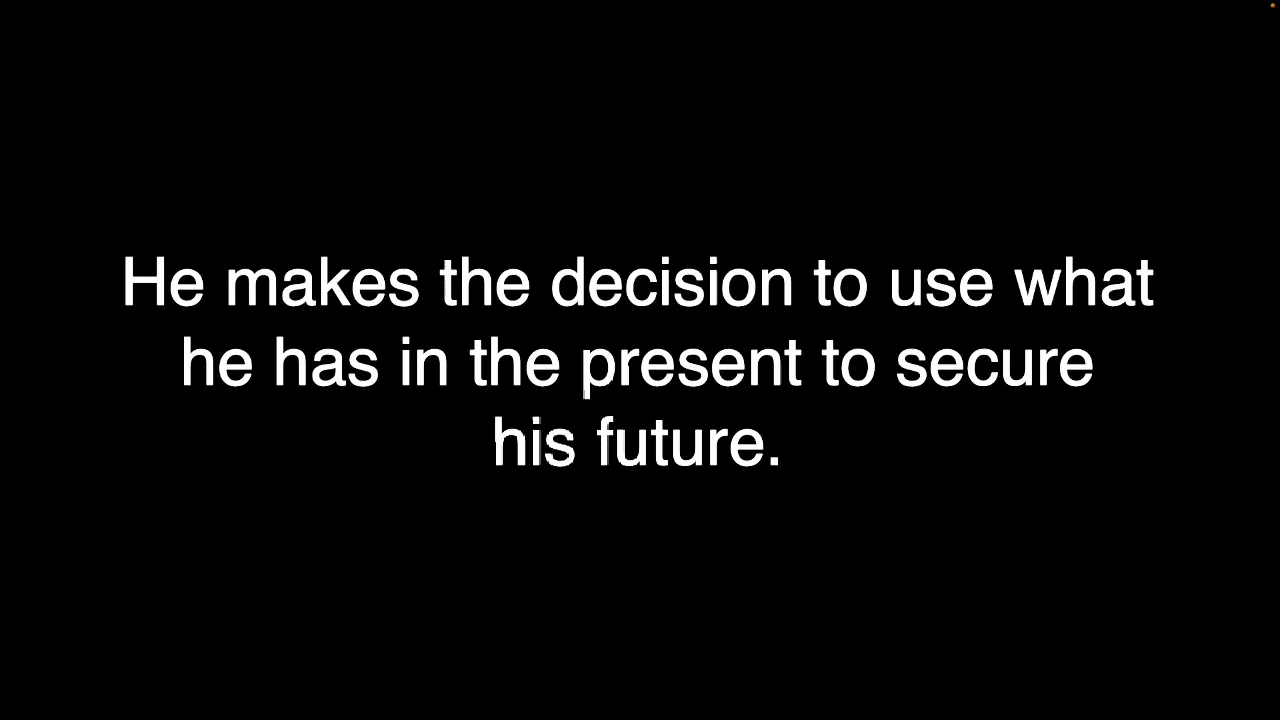 He makes the decision to use what
he has in the present to secure
his future.